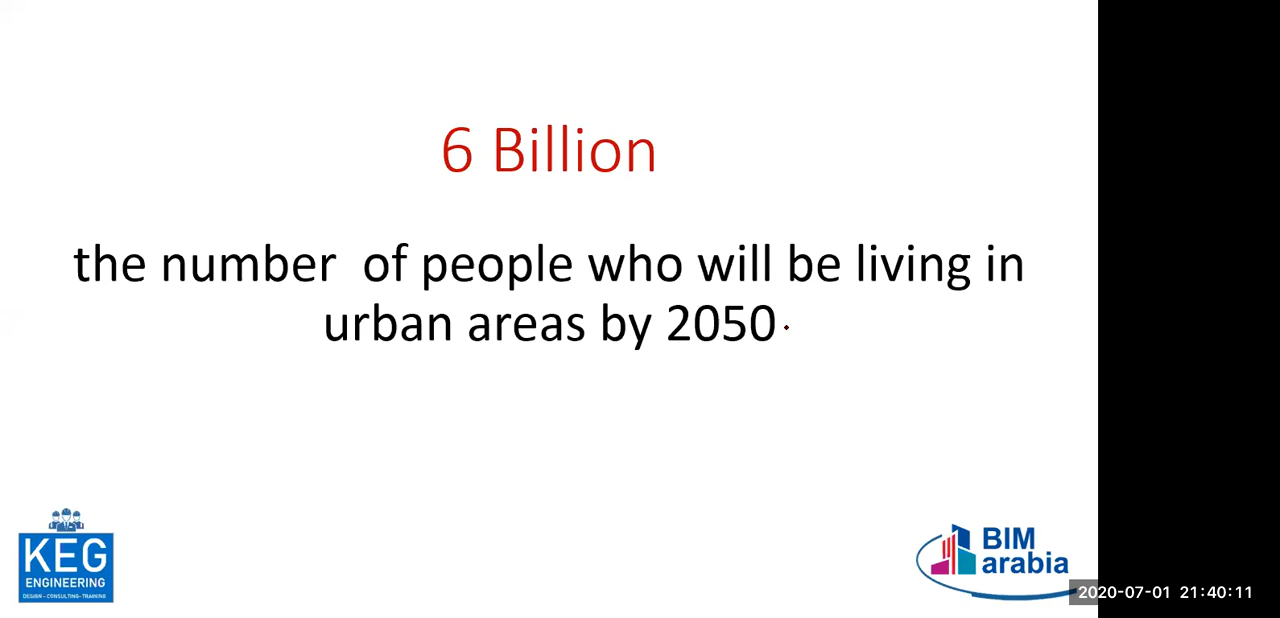 6 Billion
the number  of people who will be living in
urban areas by 2050
KEG
ENGINEERING
DESIGN - CONSULTING- TRAINING
BIM
arabia
2020-07-01 21:40:11